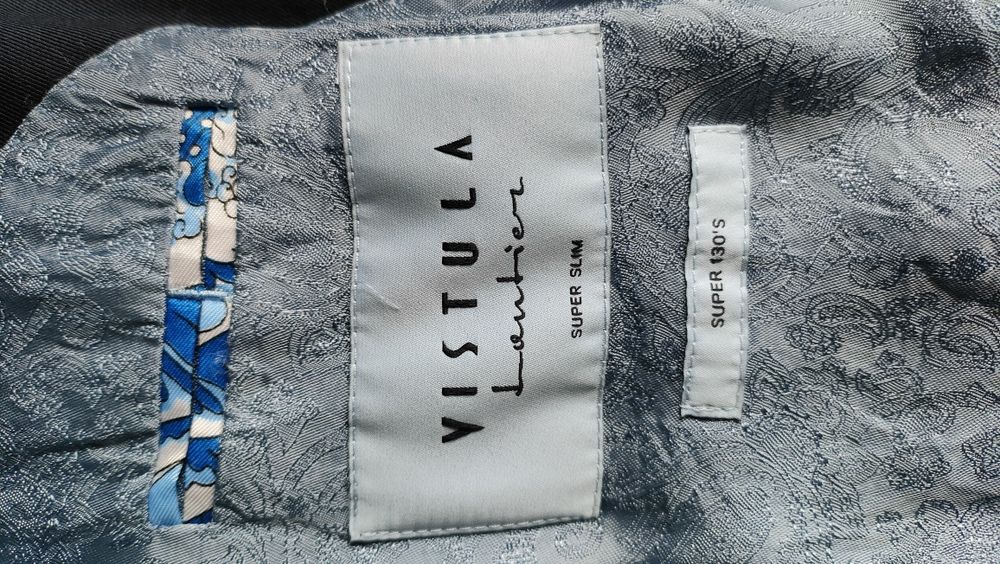 VISTULA
Lantier
SUPER SLIM
SUPER 130'S